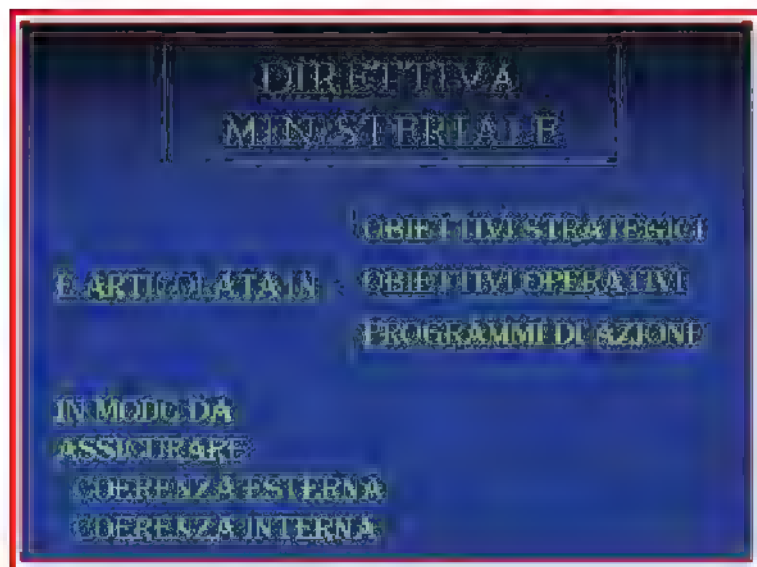 DIRETTIVA
MINISTERIALE
OBIETTIVI STRATEGICI
È ARTICOLATA IN
OBIETTIVI OPERATIVI
PROGRAMMI DI AZIONE
IN MODO DA
ASSICURARE
COERENZA ESTERNA
COERENZA INTERNA